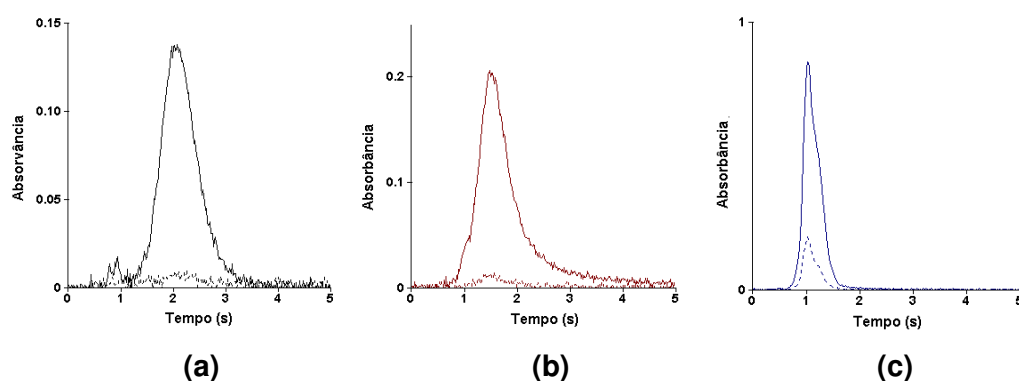 0.15
0.10
0.05
0
Absorvância
0 1 2 3 4 5
Tempo (s)
(a)
0.2
0.1
0
Absorbância
0 1 2 3 4 5
Tempo (s)
(b)
1
0
Absorbância
0 1 2 3 4 5
Tempo (s)
(c)